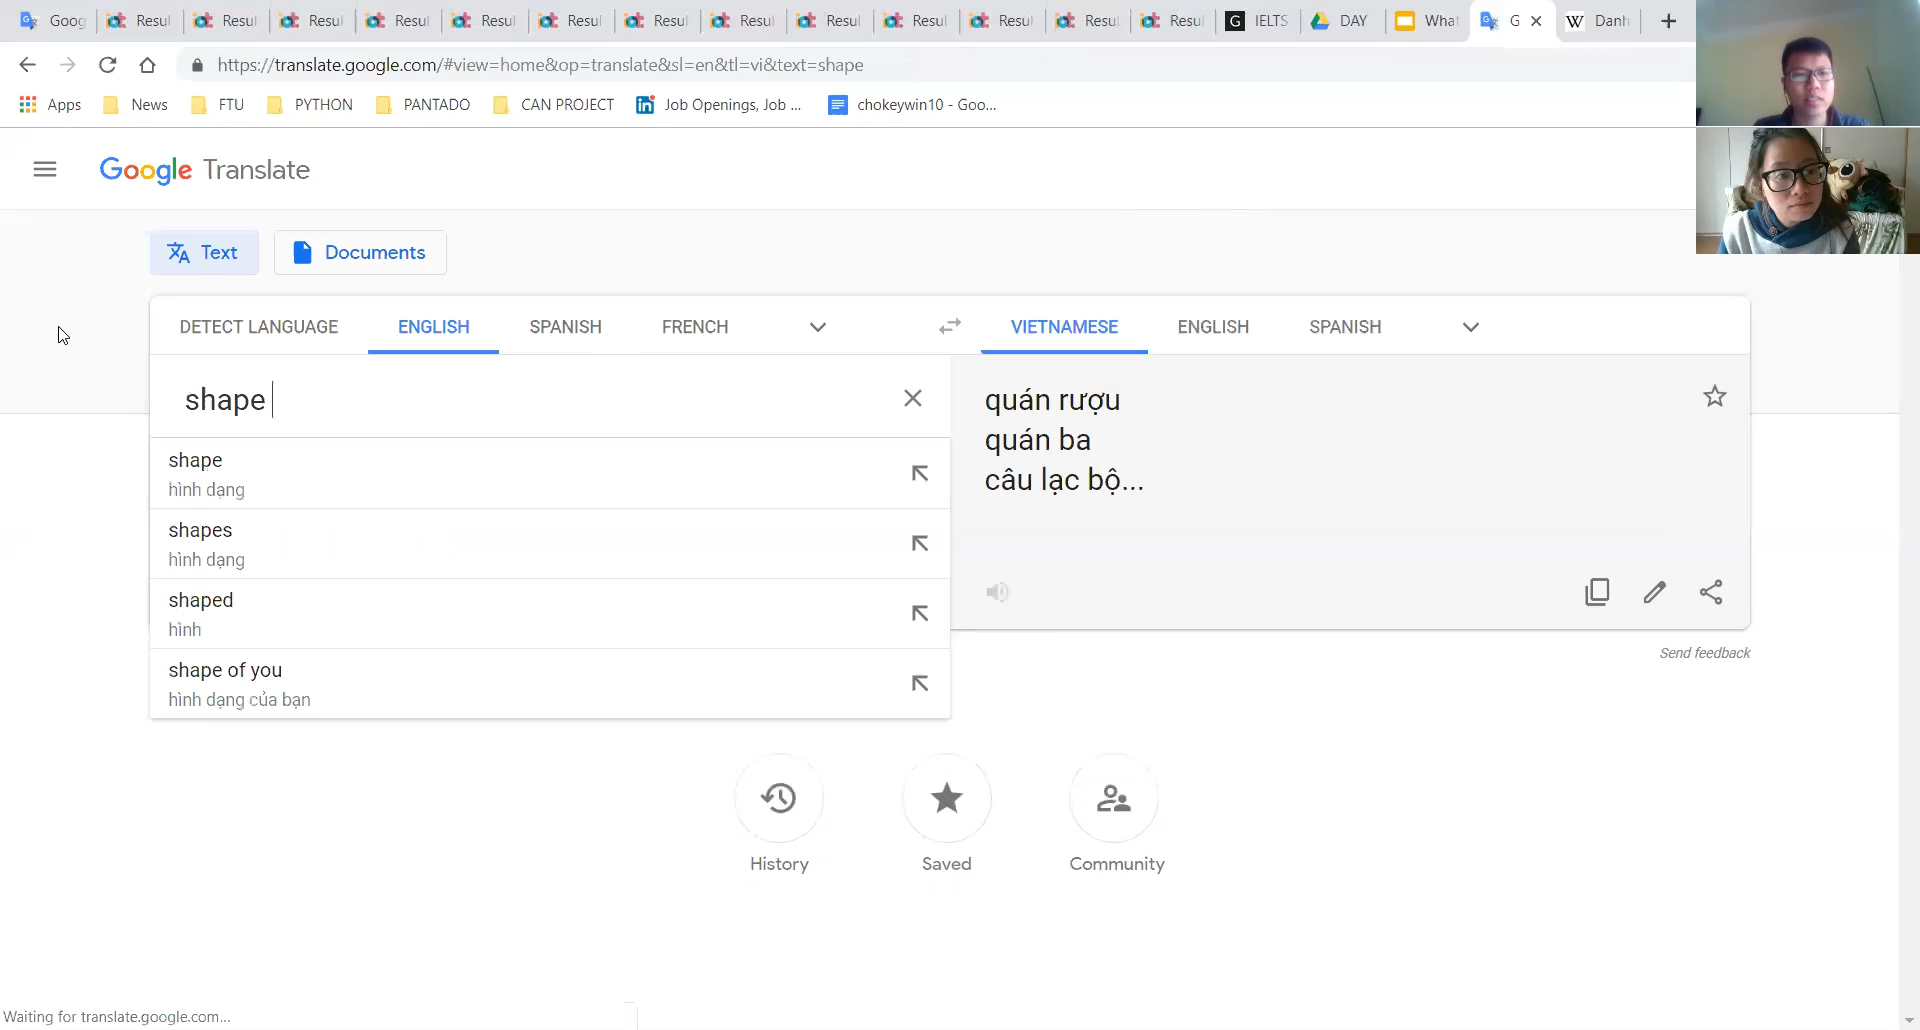 Goog Resul Resul Resul Resul Resul Resul Resul Resul Resul Resul Resul Resul Resul IELTS DAY What G Danh
https://translate.google.com/#view=home&op=translate&sl=en&tl=vi&text=shape
Apps News FTU PYTHON PANTADO CAN PROJECT Job Openings, Job ... chokeywin10 - Goo...
Google Translate
Text Documents
DETECT LANGUAGE ENGLISH SPANISH FRENCH VIETNAMESE ENGLISH SPANISH
shape
quán rượu
quán ba
câu lạc bộ...
shape
hình dạng
shapes
hình dạng
shaped
hình
shape of you
hình dạng của bạn
Send feedback
History Saved Community
Waiting for translate.google.com...